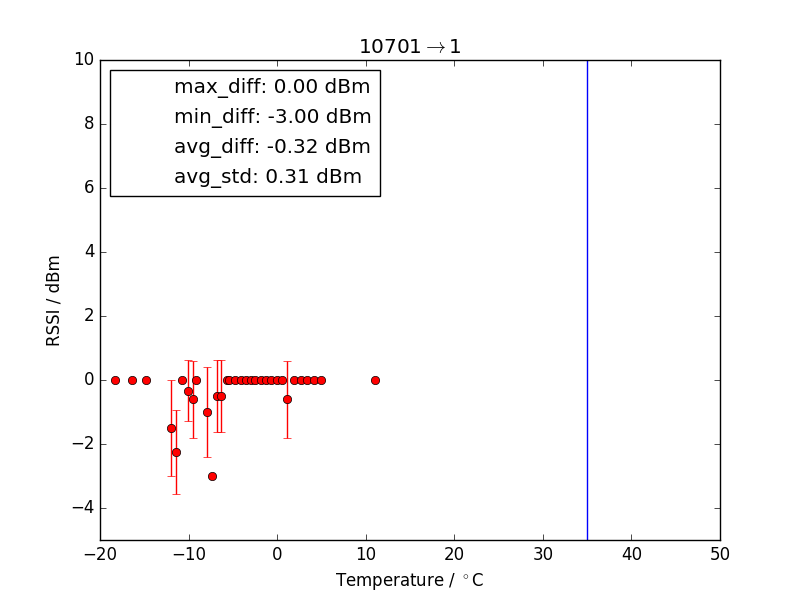 10701→1
max_diff: 0.00 dBm
min_diff: -3.00 dBm
avg_diff: -0.32 dBm
avg_std: 0.31 dBm
10
8
6
4
2
0
−2
−4
RSSI / dBm
−20 −10 0 10 20 30 40 50
Temperature / °C